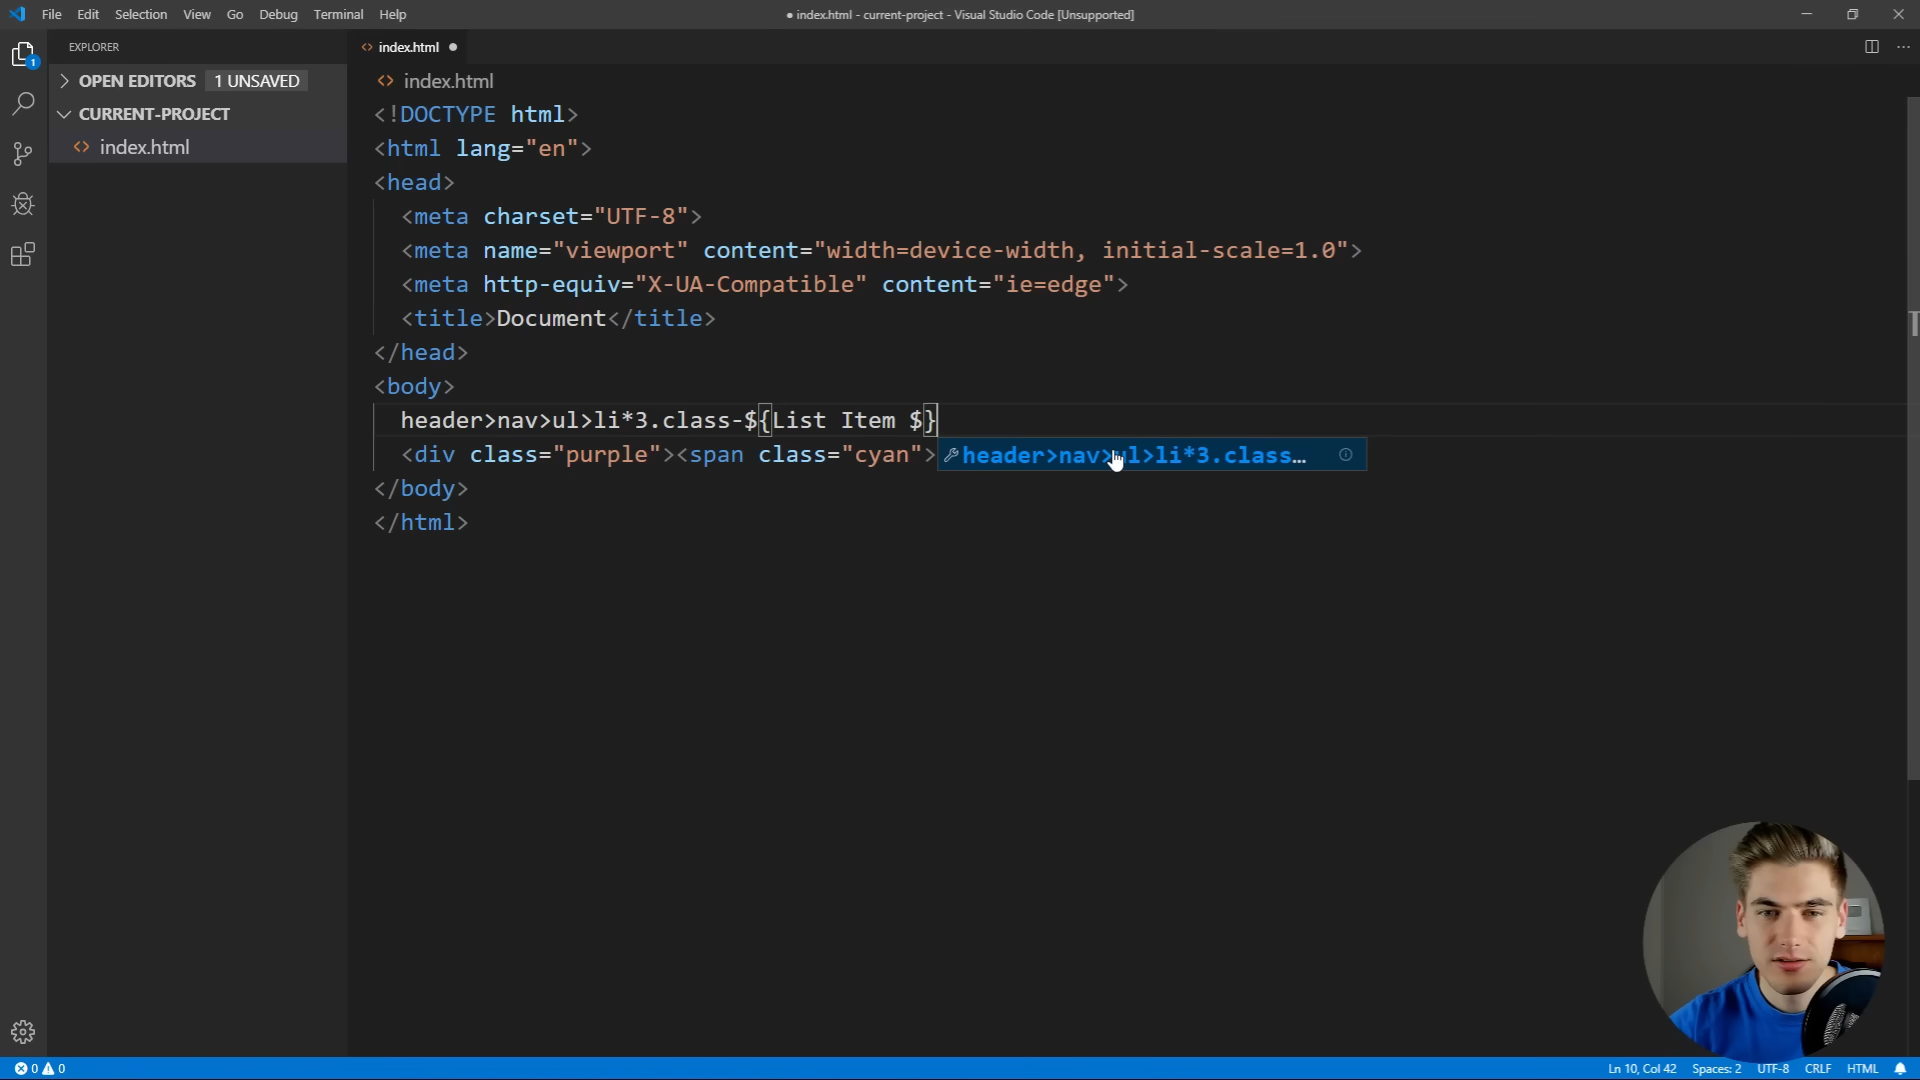 File Edit Selection View Go Debug Terminal Help
● index.html - current-project - Visual Studio Code [Unsupported]
EXPLORER
index.html
1
OPEN EDITORS 1 UNSAVED
CURRENT-PROJECT
index.html
index.html
<!DOCTYPE html>
<html lang="en">
<head>
<meta charset="UTF-8">
<meta name="viewport" content="width=device-width, initial-scale=1.0">
<meta http-equiv="X-UA-Compatible" content="ie=edge">
<title>Document</title>
</head>
<body>
header>nav>ul>li*3.class-${List Item $}
<div class="purple"><span class="cyan">
header>nav>ul>li*3.class…
</body>
</html>
0 0
Ln 10, Col 42 Spaces: 2 UTF-8 CRLF HTML